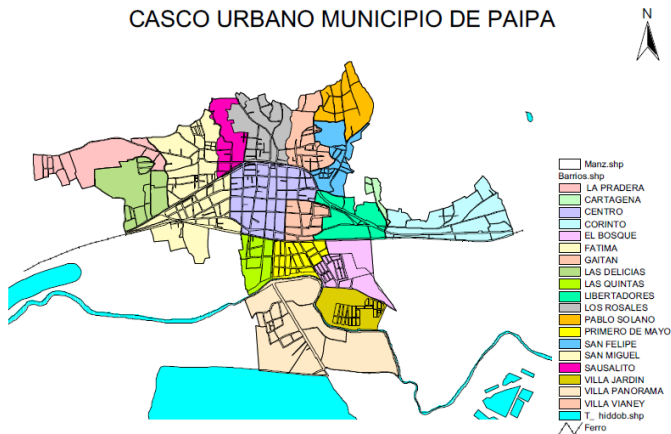 CASCO URBANO MUNICIPIO DE PAIPA
N
Manz.shp
Barrios.shp
LA PRADERA
CARTAGENA
CENTRO
CORINTO
EL BOSQUE
FATIMA
GAITAN
LAS DELICIAS
LAS QUINTAS
LIBERTADORES
LOS ROSALES
PABLO SOLANO
PRIMERO DE MAYO
SAN FELIPE
SAN MIGUEL
SAUSALITO
VILLA JARDIN
VILLA PANORAMA
VILLA VIANEY
T_ hiddob.shp
Ferro